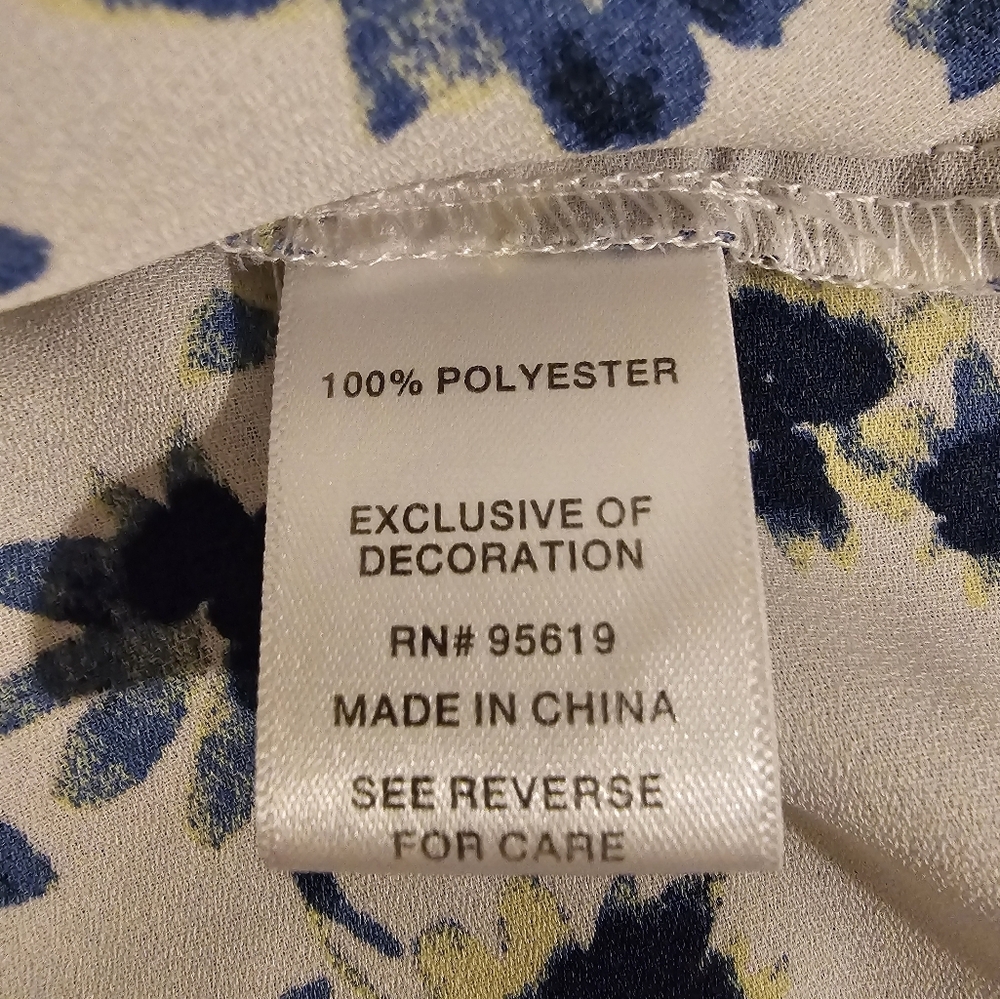 100% POLYESTER
EXCLUSIVE OF
DECORATION
RN# 95619
MADE IN CHINA
SEE REVERSE
FOR CARE